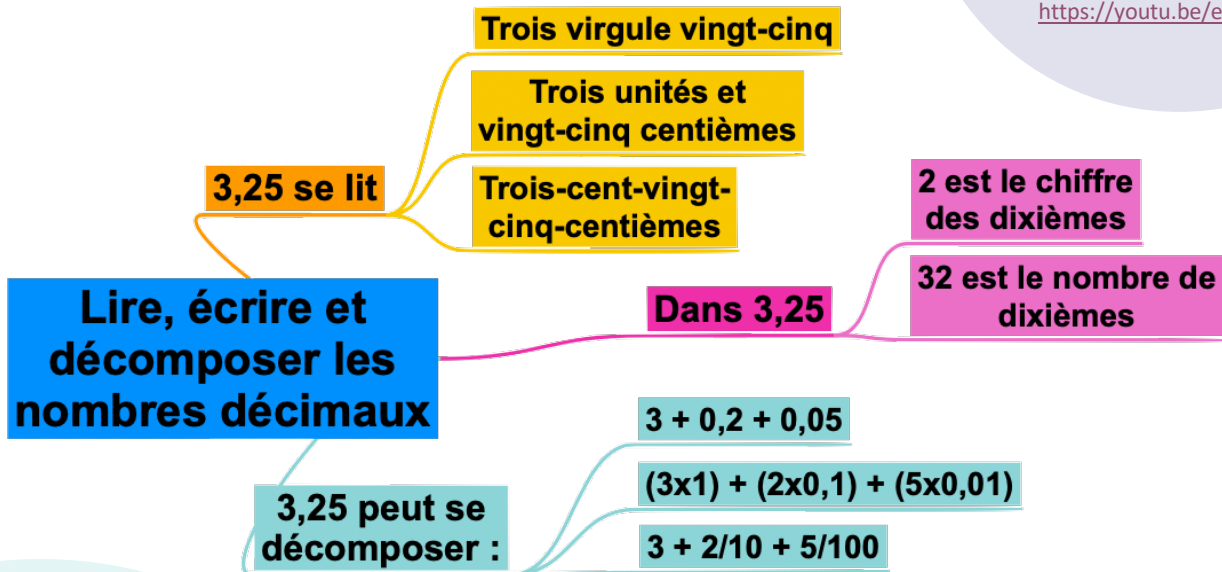 https://youtu.be/e
Trois virgule vingt-cinq
Trois unités et
vingt-cinq centièmes
3,25 se lit
Trois-cent-vingt-
cinq-centièmes
2 est le chiffre
des dixièmes
32 est le nombre de
dixièmes
Dans 3,25
Lire, écrire et
décomposer les
nombres décimaux
3 + 0,2 + 0,05
(3x1) + (2x0,1) + (5x0,01)
3,25 peut se
décomposer :
3 + 2/10 + 5/100